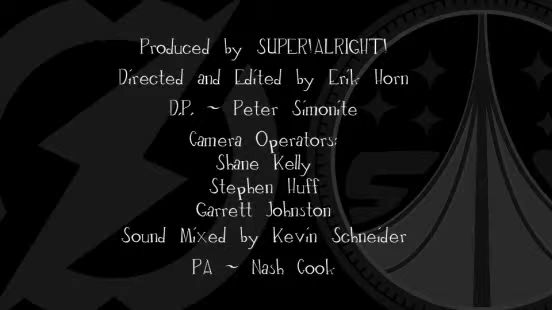 Produced by SUPER!ALRIGHT!
Directed and Edited by Erik Horn
D.P. ~ Peter Simonite
Camera Operators:
Shane Kelly
Stephen Huff
Garrett Johnston
Sound Mixed by Kevin Schneider
PA ~ Nash Cook